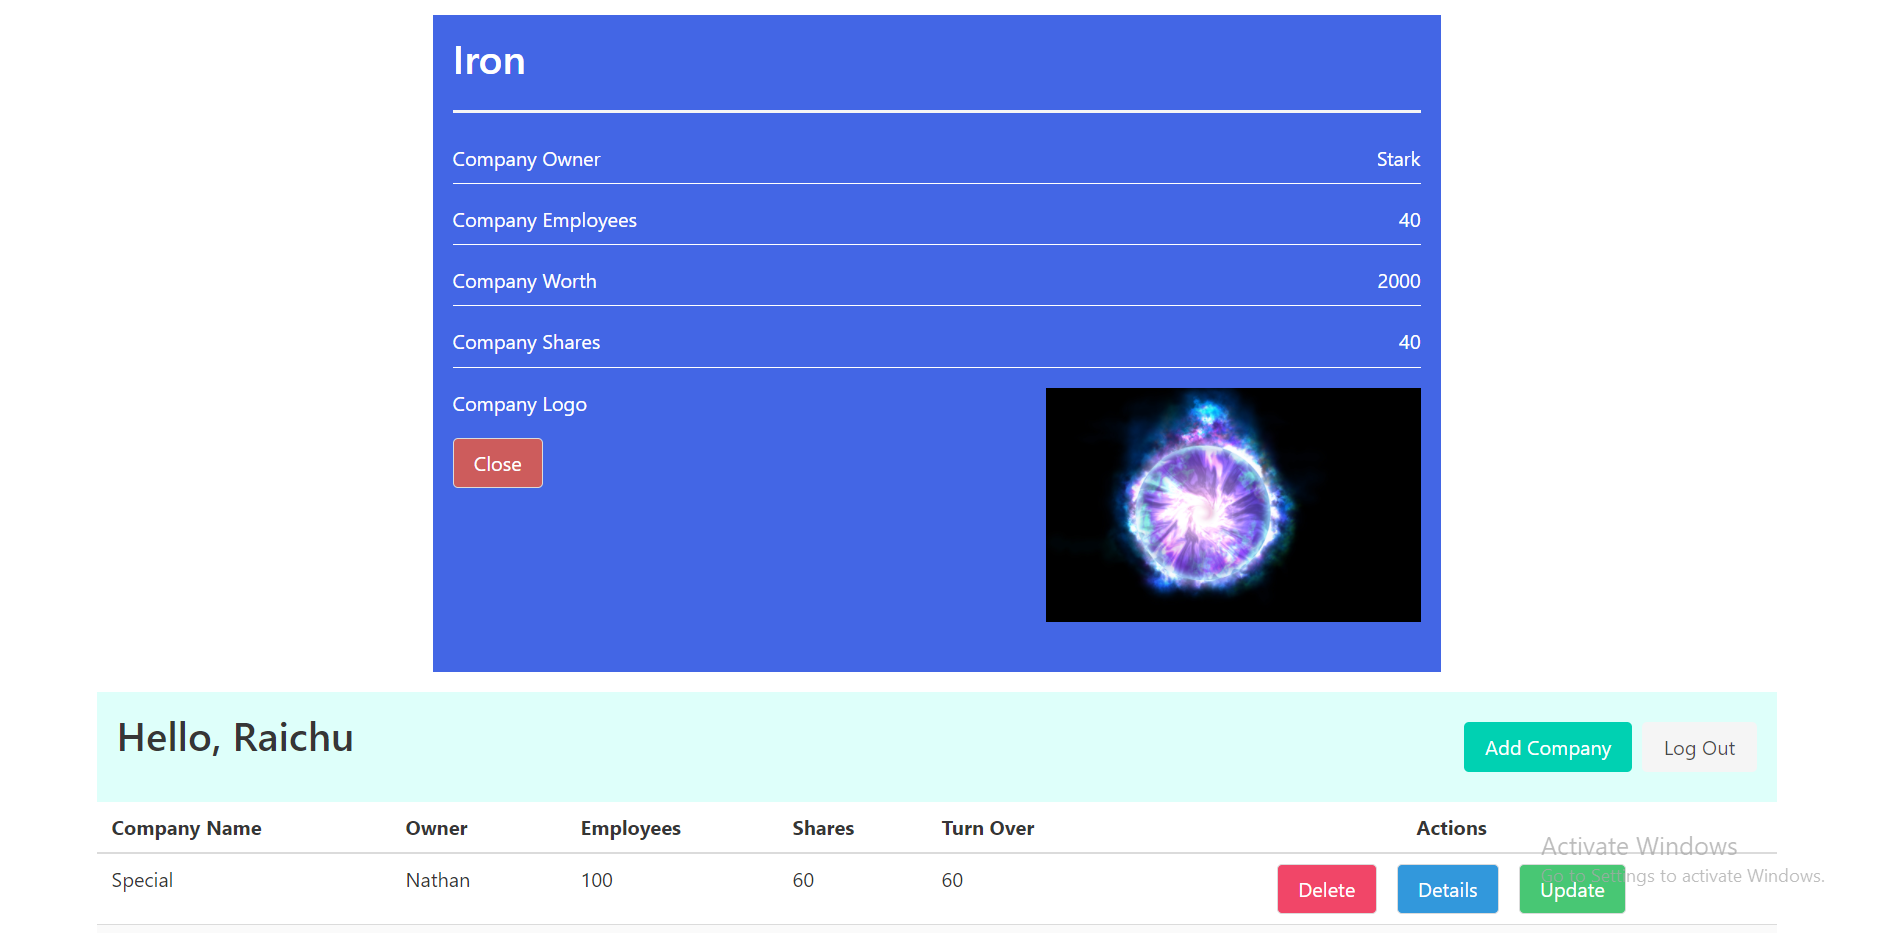 Iron
Company Owner Stark
Company Employees 40
Company Worth 2000
Company Shares 40
Company Logo
Close
Hello, Raichu
Add Company Log Out
Company Name Owner Employees Shares Turn Over Actions
Activate Windows
Special Nathan 100 60 60 Delete Details Update
Go to Settings to activate Windows.